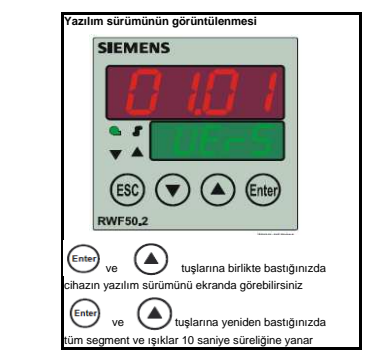 Yazılım sürümünün görüntülenmesi
SIEMENS
01.01
VErS
ESC Enter
RWF50.2
Enter ve tuşlarına birlikte bastığınızda
cihazın yazılım sürümünü ekranda görebilirsiniz
Enter ve tuşlarına yeniden bastığınızda
tüm segment ve ışıklar 10 saniye süreliğine yanar